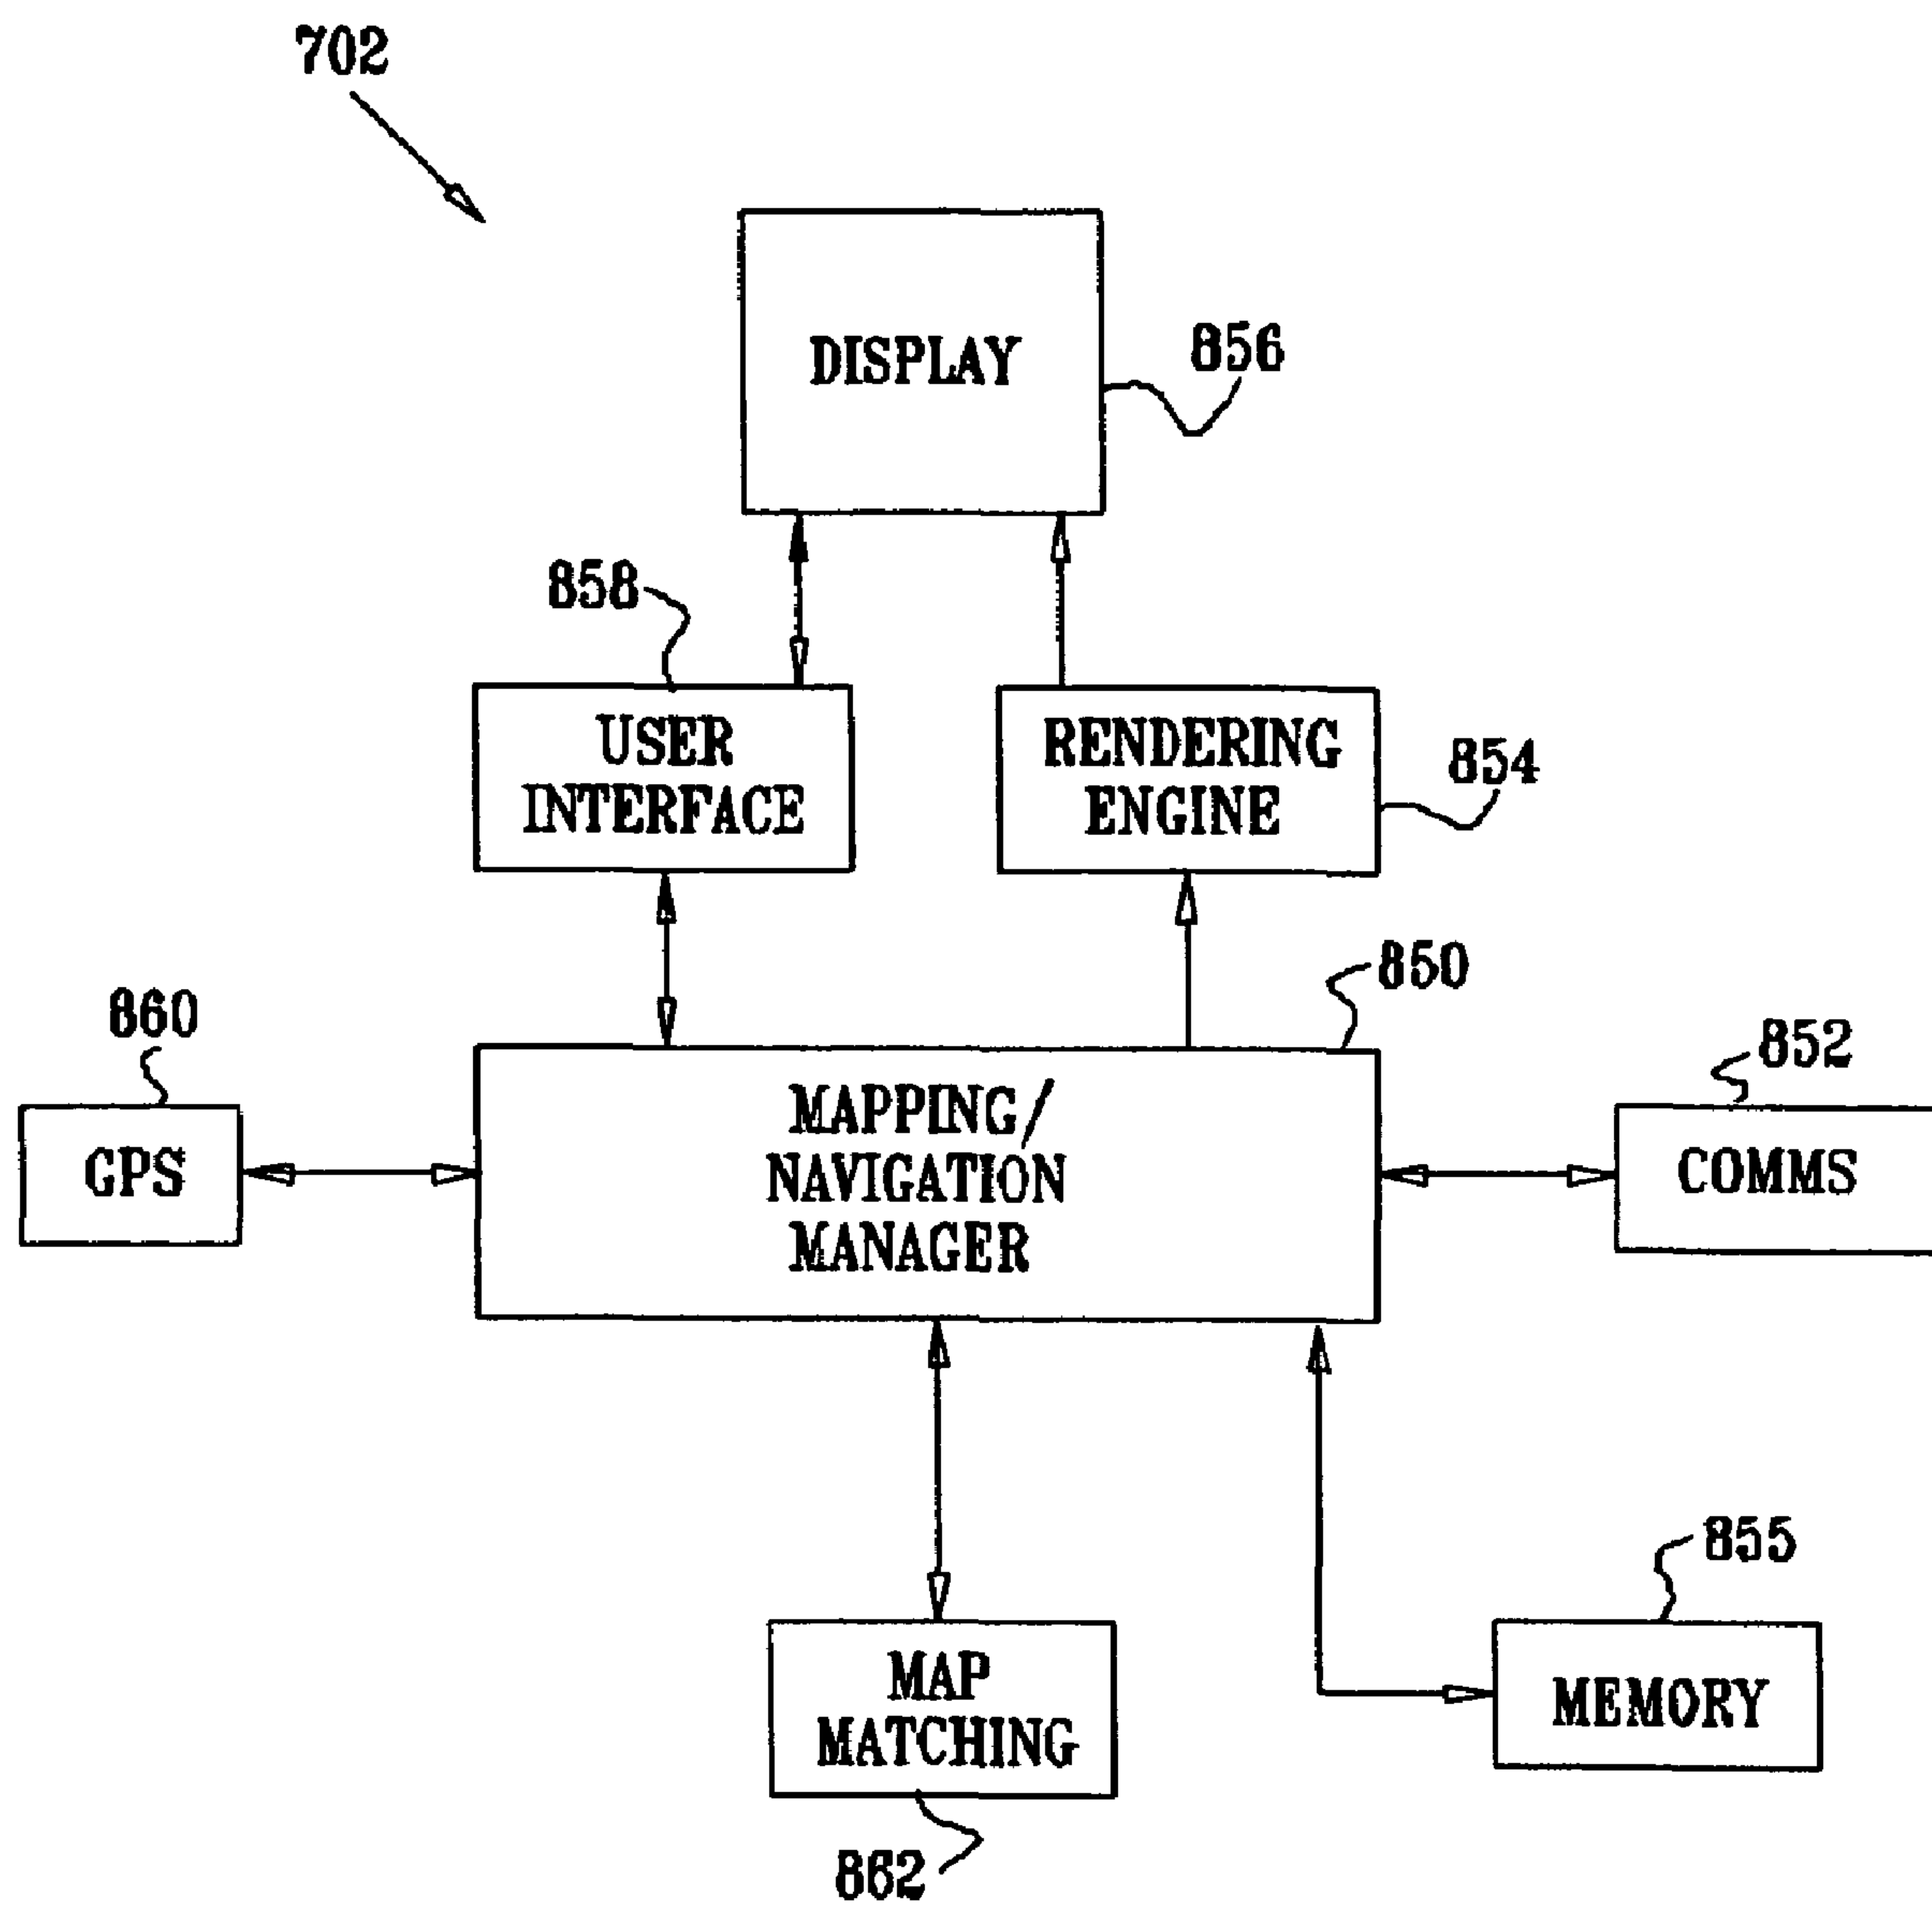 702
DISPLAY
856
858
USER
INTERFACE
RENDERING
ENGINE
854
850
860
852
GPS
MAPPING/
NAVIGATION
MANAGER
COMMS
855
MAP
MATCHING
MEMORY
862